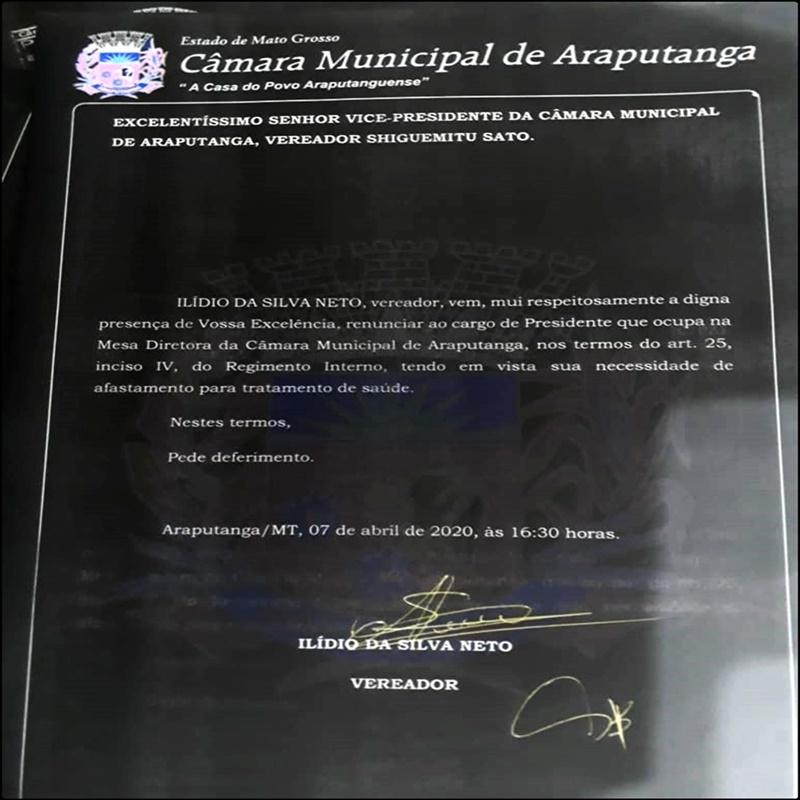 Estado de Mato Grosso
Câmara Municipal de Araputanga
“A Casa do Povo Araputanguense”
EXCELENTÍSSIMO SENHOR VICE-PRESIDENTE DA CÂMARA MUNICIPAL
DE ARAPUTANGA, VEREADOR SHIGUEMITU SATO.
ILÍDIO DA SILVA NETO, vereador, vem, mui respeitosamente a digna
presença de Vossa Excelência, renunciar ao cargo de Presidente que ocupa na
Mesa Diretora da Câmara Municipal de Araputanga, nos termos do art. 25,
inciso IV, do Regimento Interno, tendo em vista sua necessidade de
afastamento para tratamento de saúde.
Nestes termos,
Pede deferimento.
Araputanga/MT, 07 de abril de 2020, às 16:30 horas.
ILÍDIO DA SILVA NETO
VEREADOR